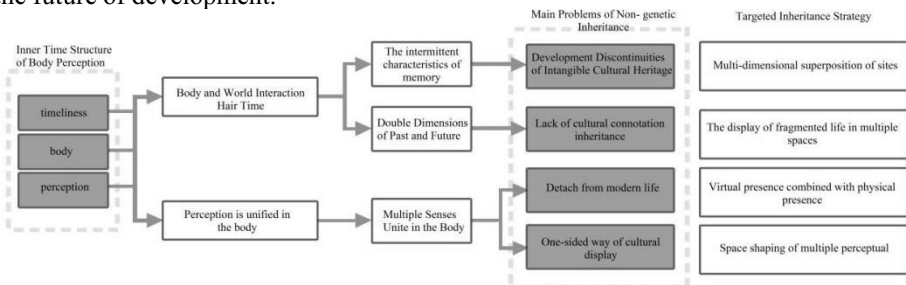 the future of development.
Inner Time Structure
of Body Perception
timeliness
body
perception
Body and World Interaction
Hair Time
Perception is unified in
the body
The intermittent
characteristics of
memory
Double Dimensions
of Past and Future
Multiple Senses
Unite in the Body
Main Problems of Non- genetic
Inheritance
Development Discontinuities
of Intangible Cultural Heritage
Lack of cultural connotation
inheritance
Detach from modern life
One-sided way of cultural
display
Targeted Inheritance Strategy
Multi-dimensional superposition of sites
The display of fragmented life in multiple
spaces
Virtual presence combined with physical
presence
Space shaping of multiple perceptual